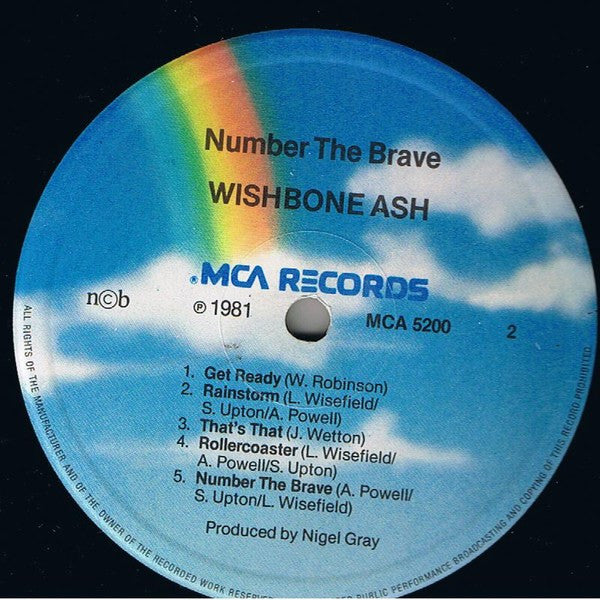 Number The Brave
WISHBONE ASH
®MCA RECORDS
n©b
℗ 1981
MCA 5200
2
1. Get Ready (W. Robinson)
2. Rainstorm (L. Wisefield/
S. Upton/A. Powell)
3. That's That (J. Wetton)
4. Rollercoaster (L. Wisefield/
A. Powell/S. Upton)
5. Number The Brave (A. Powell/
S. Upton/L. Wisefield)
Produced by Nigel Gray
ALL RIGHTS OF THE MANUFACTURER AND OF THE OWNER OF THE RECORDED WORK RESERVED PUBLIC PERFORMANCE BROADCASTING AND COPYING OF THIS RECORD PROHIBITED.